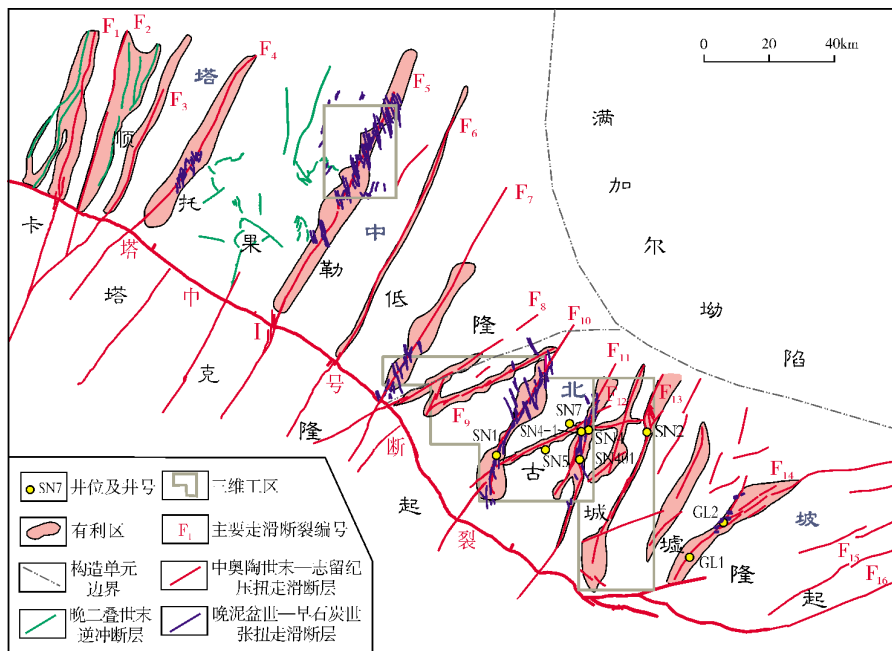 0 20 40km
F1
F2
F3
F4
F5
F6
F7
F8
F9
F10
F11
F12
F13
F14
F15
F16
塔
中
北
坡
顺
托
果
勒
低
隆
满
加
尔
坳
陷
卡
塔
克
隆
起
塔
中
I
号
断
裂
古
城
墟
隆
起
SN7
SN4-1
SN4
SN1
SN5
SN401
SN2
GL2
GL1
SN7 井位及井号
三维工区
有利区
F1 主要走滑断裂编号
构造单元
边界
中奥陶世末—志留纪
压扭走滑断层
晚二叠世末
逆冲断层
晚泥盆世—早石炭世
张扭走滑断层